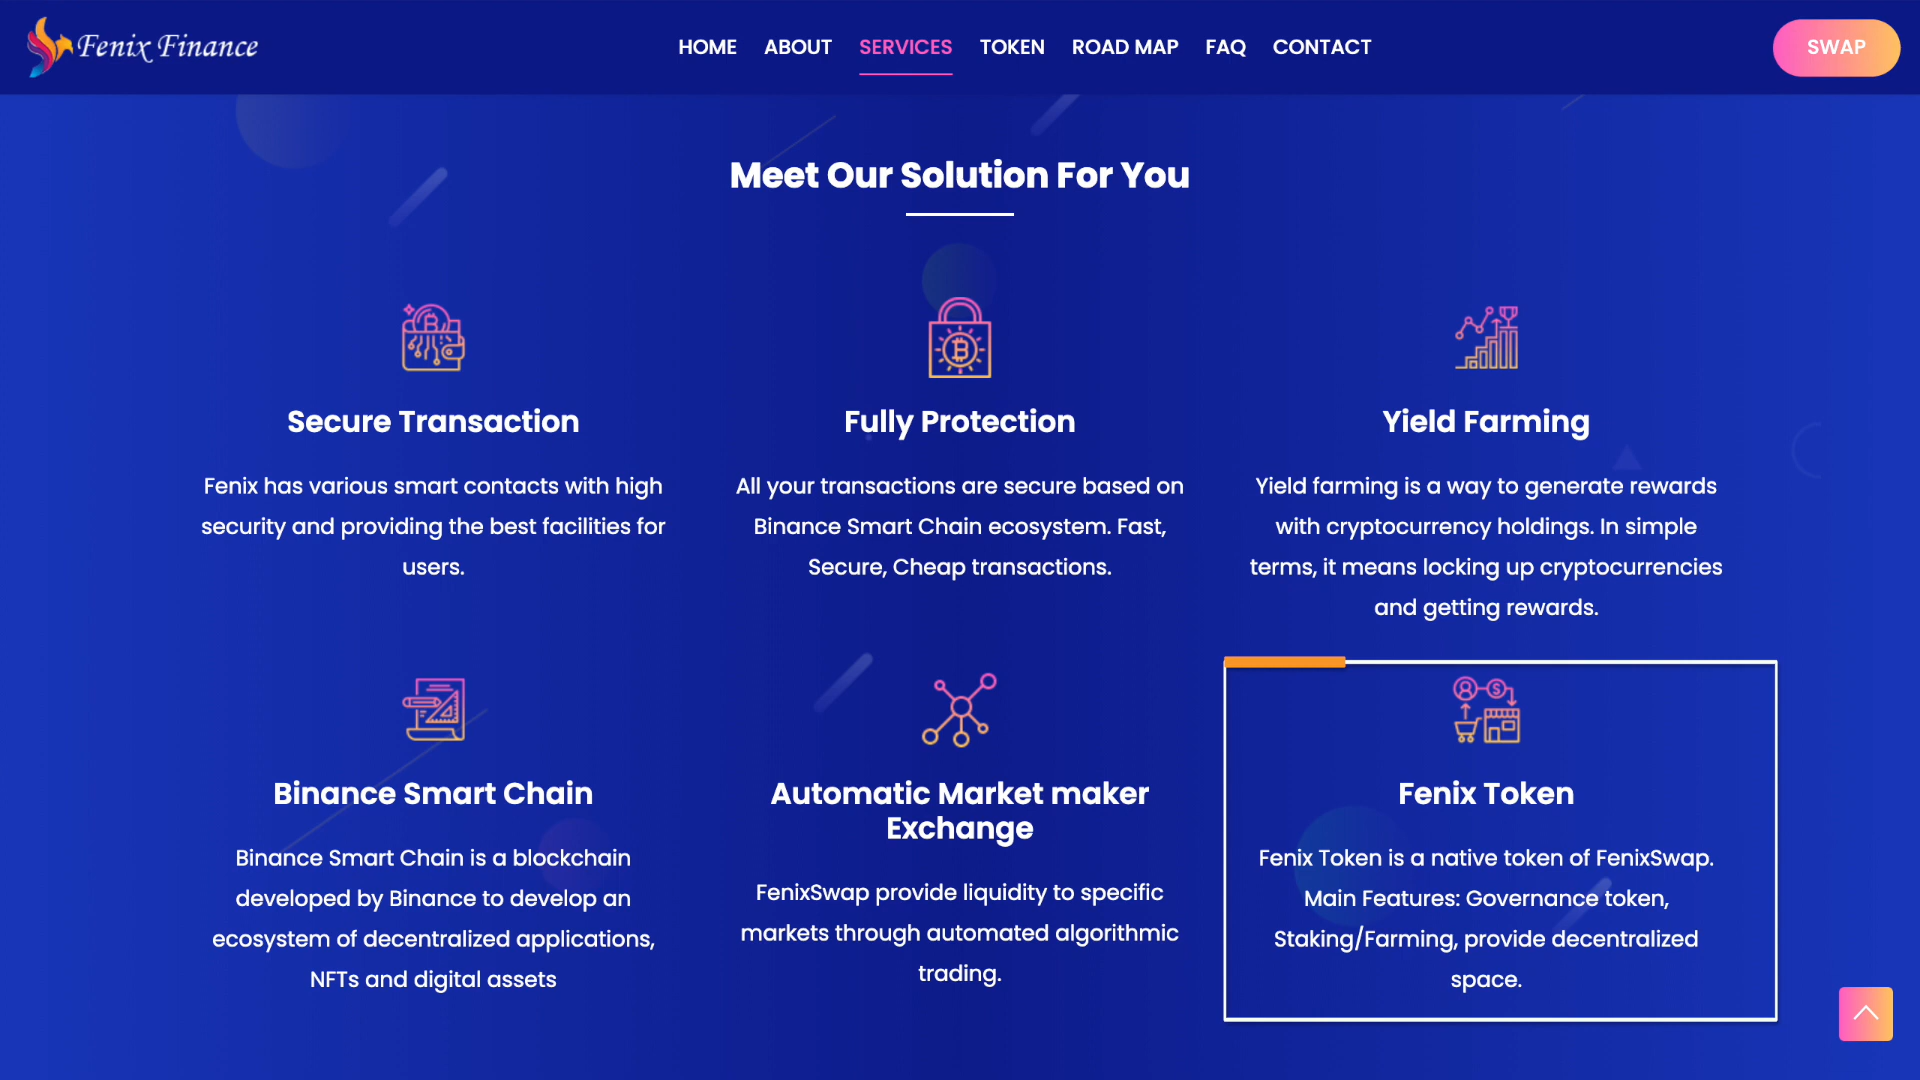 Fenix Finance
HOME ABOUT SERVICES TOKEN ROAD MAP FAQ CONTACT
SWAP
Meet Our Solution For You
Secure Transaction
Fenix has various smart contacts with high
security and providing the best facilities for
users.
Fully Protection
All your transactions are secure based on
Binance Smart Chain ecosystem. Fast,
Secure, Cheap transactions.
Yield Farming
Yield farming is a way to generate rewards
with cryptocurrency holdings. In simple
terms, it means locking up cryptocurrencies
and getting rewards.
Binance Smart Chain
Binance Smart Chain is a blockchain
developed by Binance to develop an
ecosystem of decentralized applications,
NFTs and digital assets
Automatic Market maker
Exchange
FenixSwap provide liquidity to specific
markets through automated algorithmic
trading.
Fenix Token
Fenix Token is a native token of FenixSwap.
Main Features: Governance token,
Staking/Farming, provide decentralized
space.